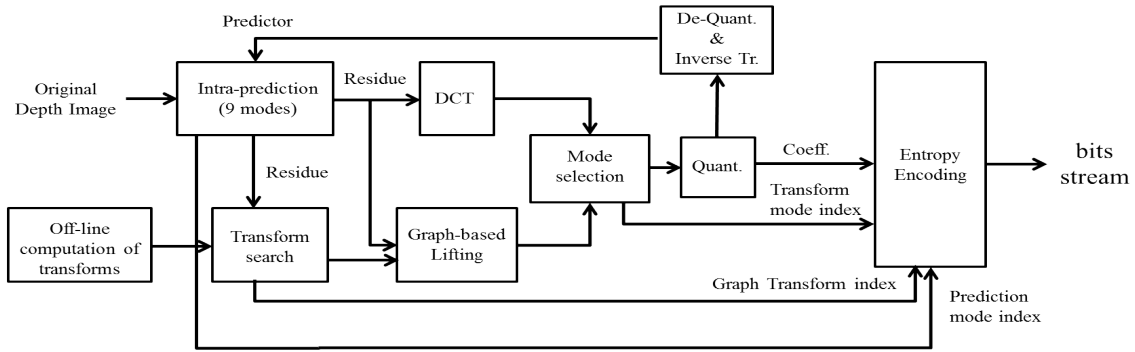 Predictor
De-Quant.
&
Inverse Tr.
Original
Depth Image
Intra-prediction
(9 modes)
Residue
DCT
Residue
Mode
selection
Quant.
Coeff.
Transform
mode index
Entropy
Encoding
bits
stream
Off-line
computation of
transforms
Transform
search
Graph-based
Lifting
Graph Transform index
Prediction
mode index